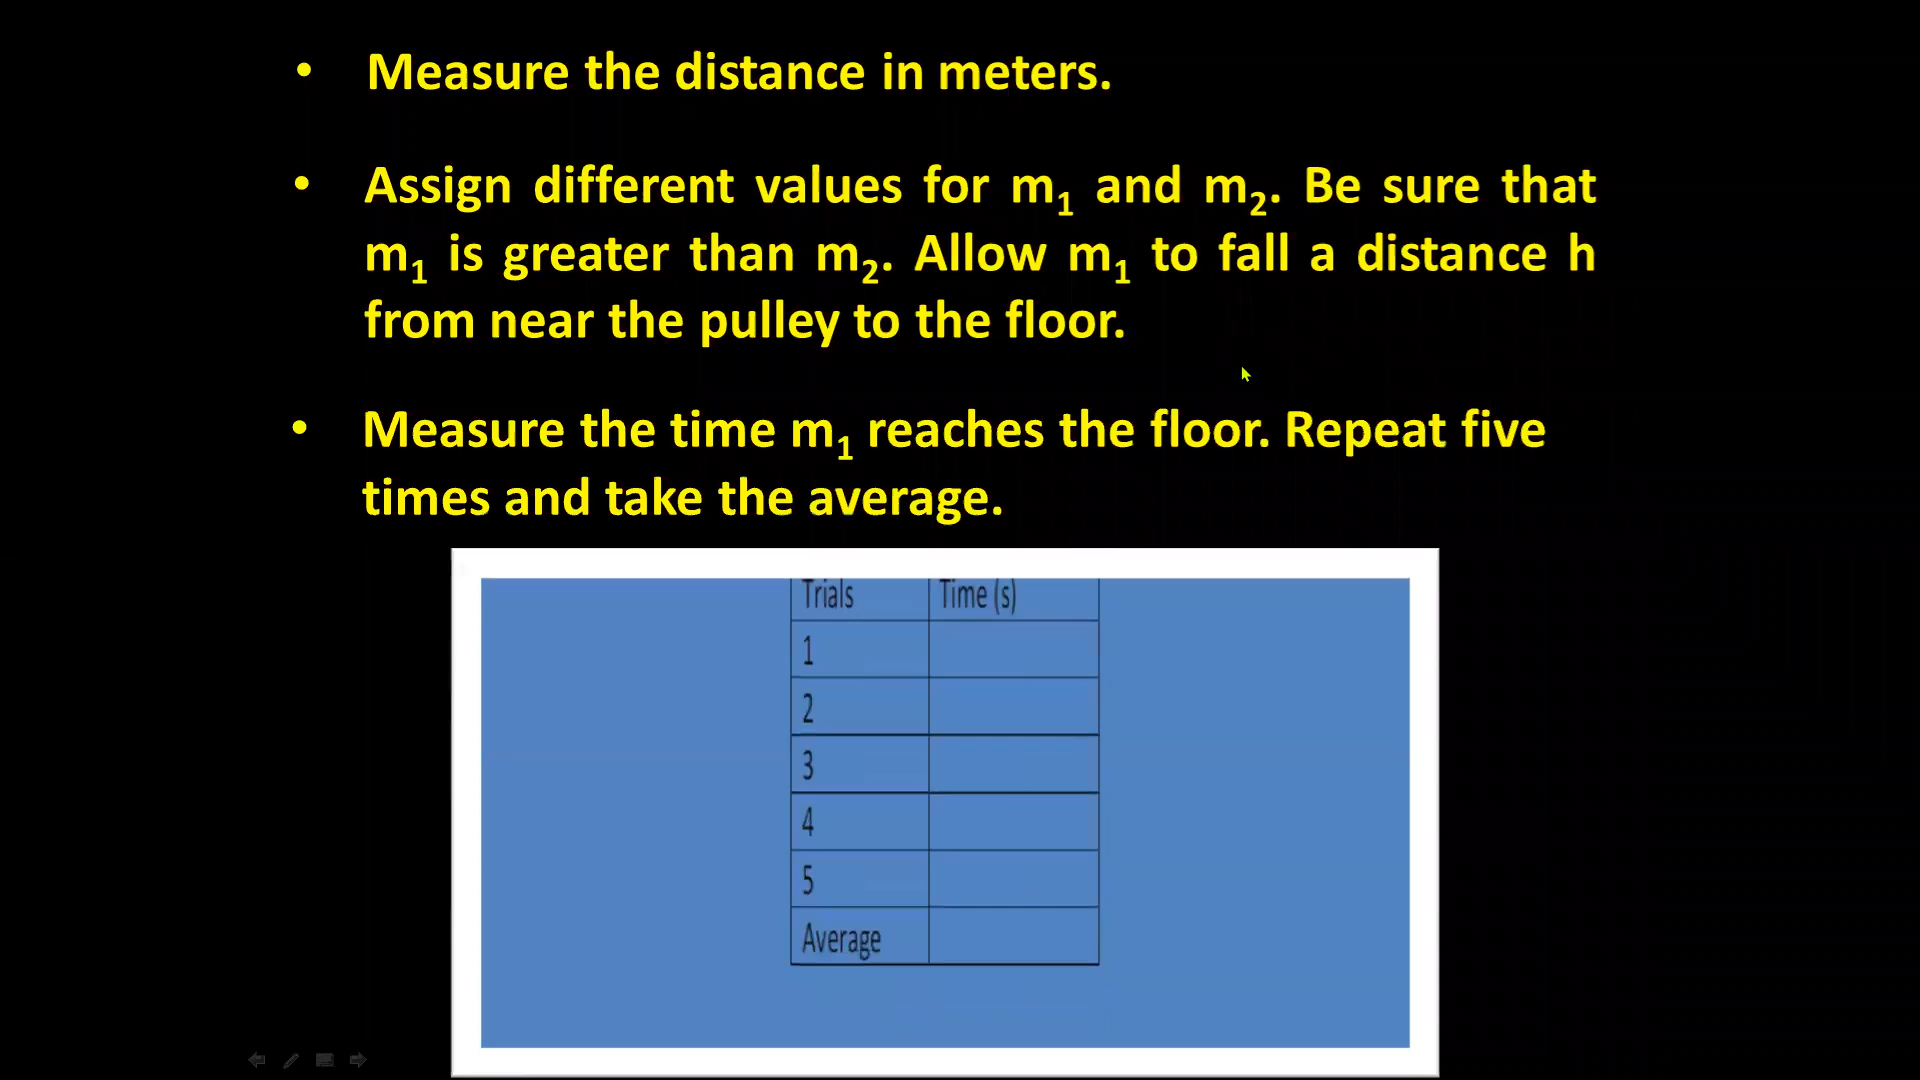 • Measure the distance in meters.
• Assign different values for m₁ and m₂. Be sure that
m₁ is greater than m₂. Allow m₁ to fall a distance h
from near the pulley to the floor.
• Measure the time m₁ reaches the floor. Repeat five
times and take the average.
Trials Time (s)
1
2
3
4
5
Average